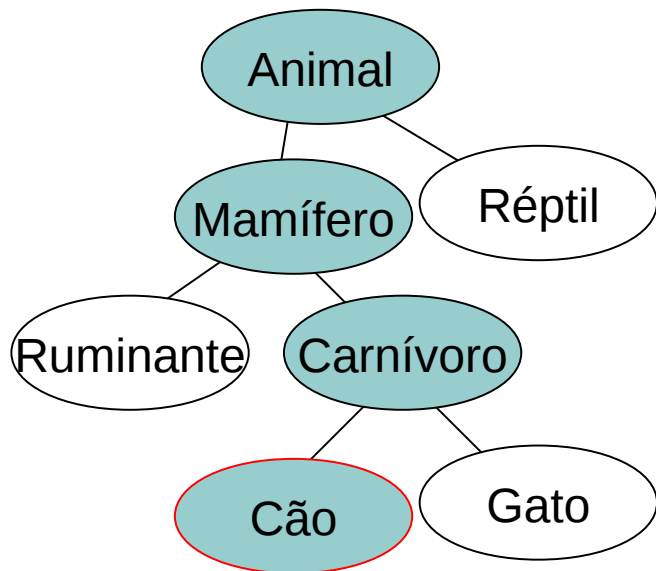 Animal
Mamífero
Réptil
Ruminante
Carnívoro
Cão
Gato